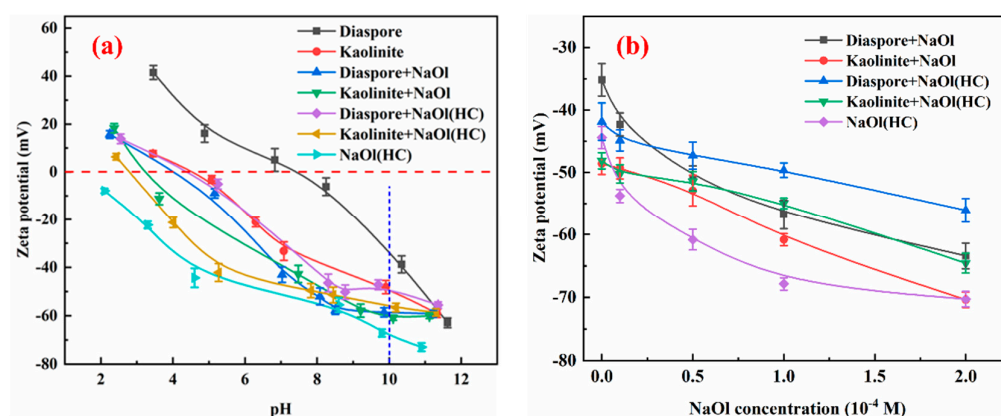 (a)
Diaspore
Kaolinite
Diaspore+NaOl
Kaolinite+NaOl
Diaspore+NaOl(HC)
Kaolinite+NaOl(HC)
NaOl(HC)
60
40
20
0
-20
-40
-60
-80
Zeta potential (mV)
2
4
6
8
10
12
pH
(b)
Diaspore+NaOl
Kaolinite+NaOl
Diaspore+NaOl(HC)
Kaolinite+NaOl(HC)
NaOl(HC)
-30
-40
-50
-60
-70
-80
Zeta potential (mV)
0.0
0.5
1.0
1.5
2.0
NaOl concentration (10⁻⁴ M)